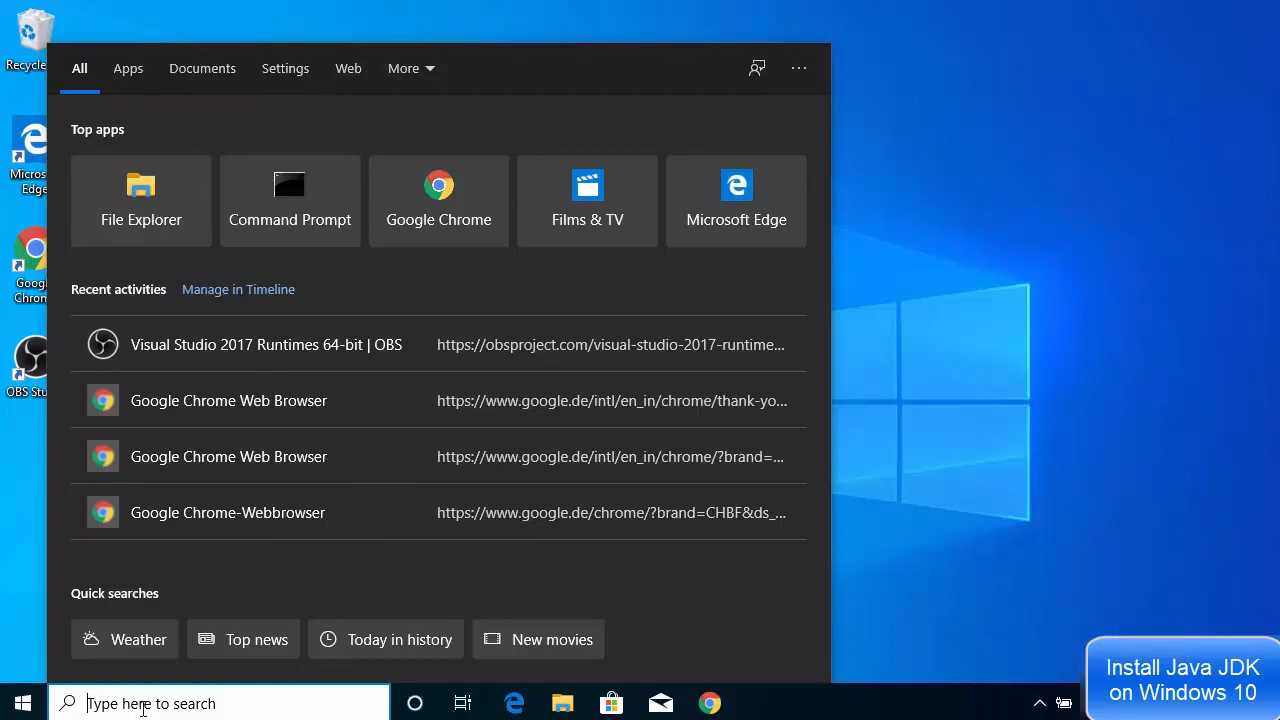 Recycle
Micros
Edge
Goog
Chrom
OBS Stu
All Apps Documents Settings Web More
Top apps
File Explorer Command Prompt Google Chrome Films & TV Microsoft Edge
Recent activities Manage in Timeline
Visual Studio 2017 Runtimes 64-bit | OBS https://obsproject.com/visual-studio-2017-runtime...
Google Chrome Web Browser https://www.google.de/intl/en_in/chrome/thank-yo...
Google Chrome Web Browser https://www.google.de/intl/en_in/chrome/?brand=...
Google Chrome-Webbrowser https://www.google.de/chrome/?brand=CHBF&ds_...
Quick searches
Weather Top news Today in history New movies
Type here to search
Install Java JDK
on Windows 10